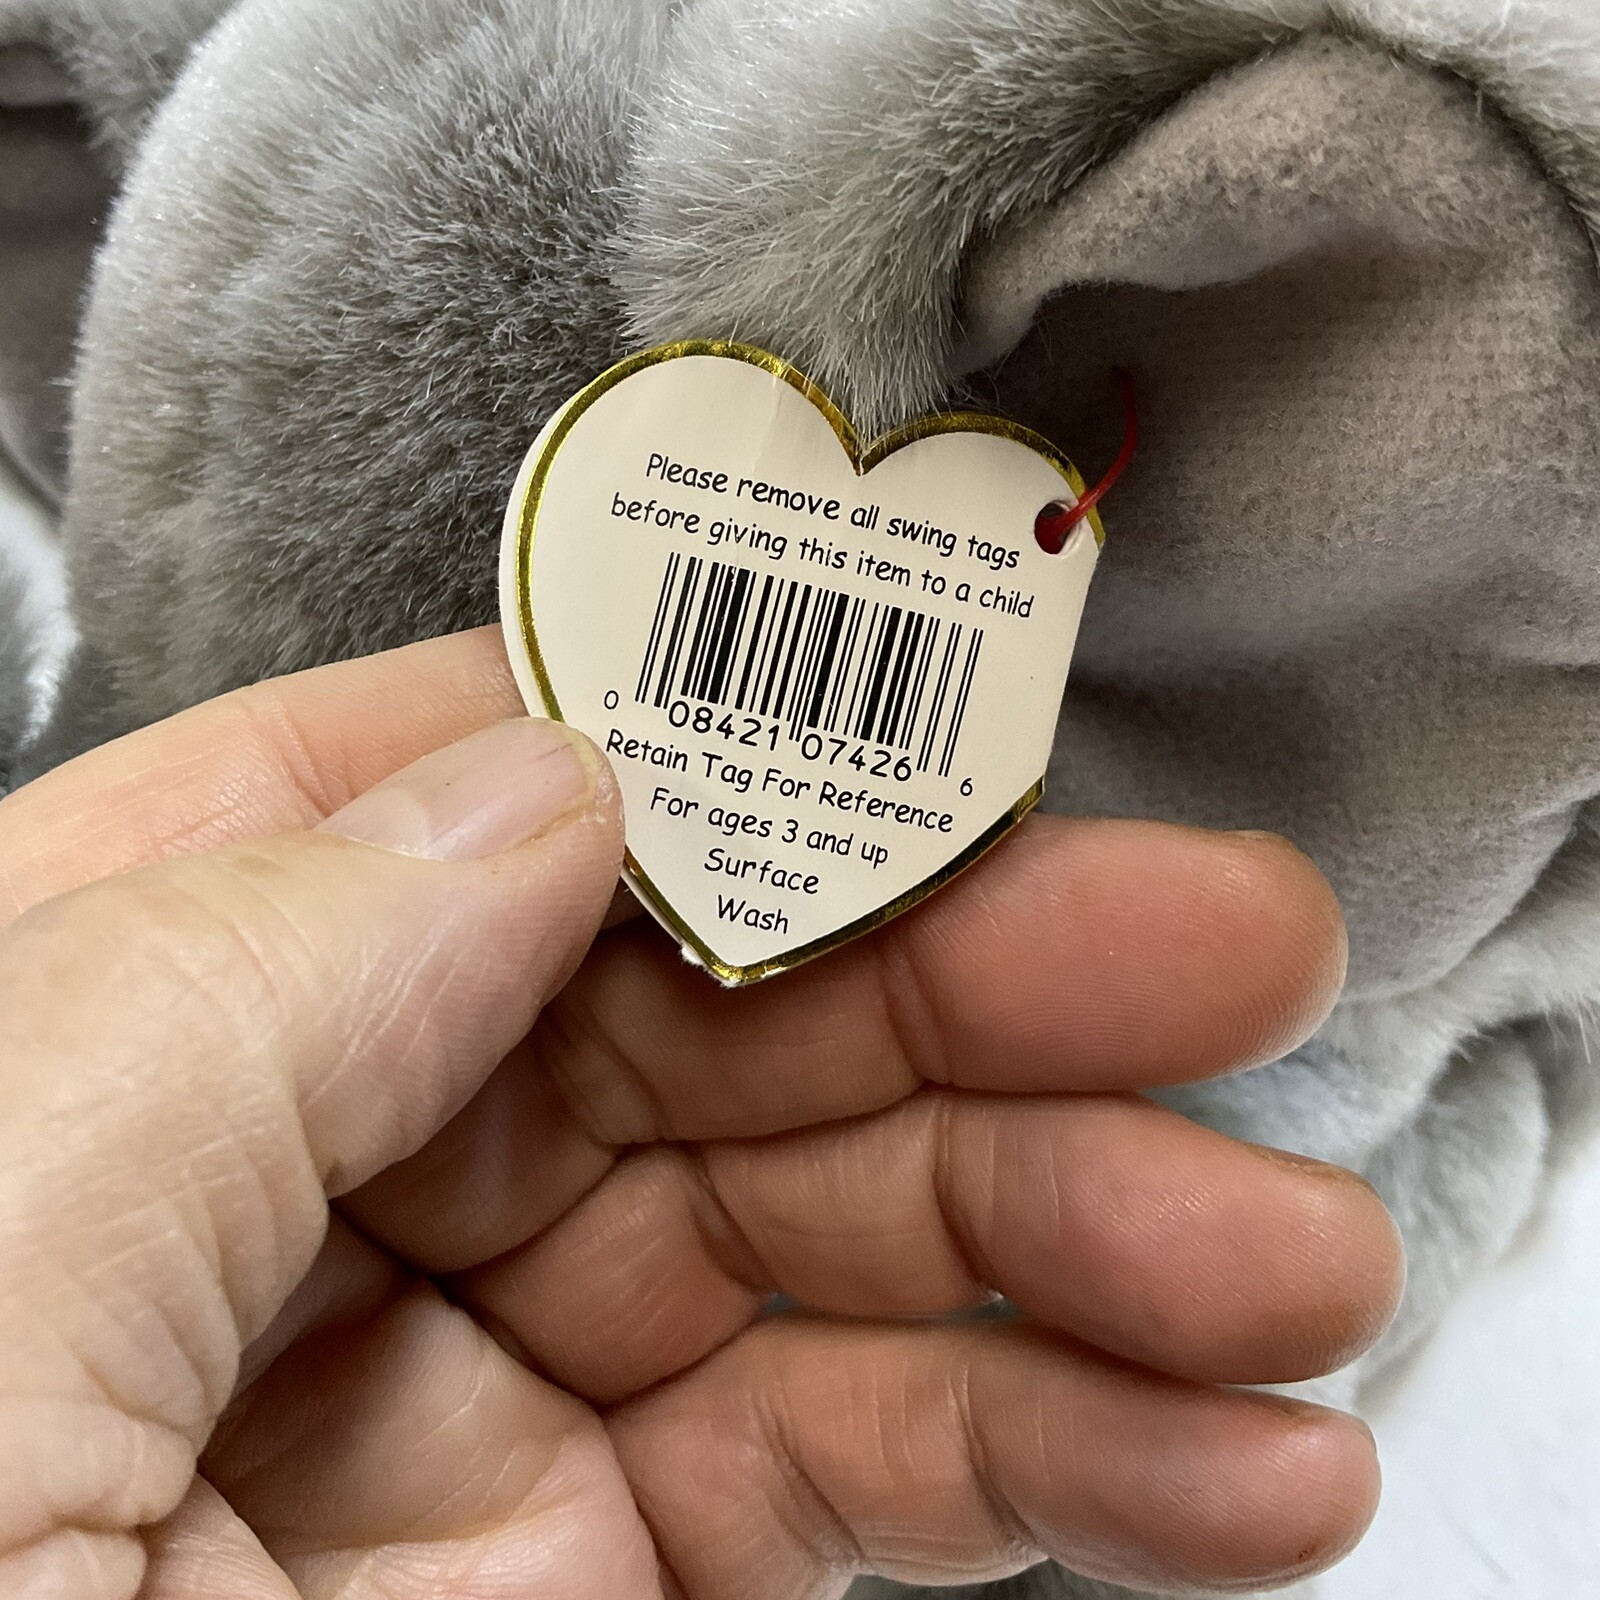 Please remove all swing tags
before giving this item to a child
0 08421 07426 6
Retain Tag For Reference
For ages 3 and up
Surface
Wash